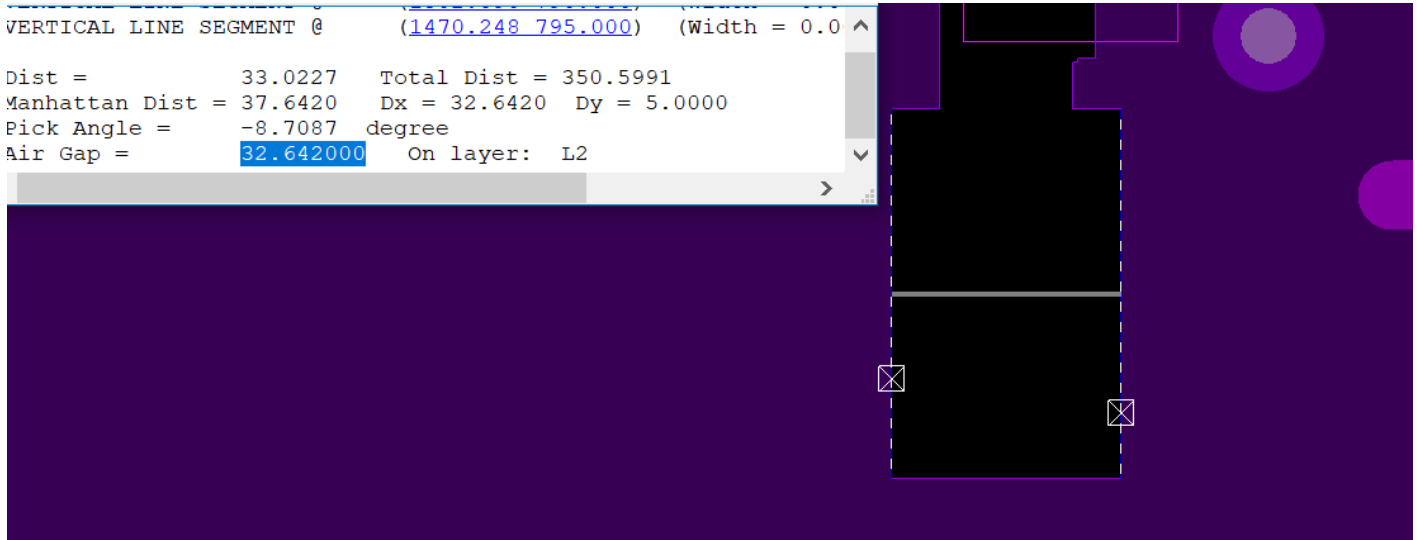 VERTICAL LINE SEGMENT @ (1470.248 795.000) (Width = 0.0
Dist = 33.0227 Total Dist = 350.5991
Manhattan Dist = 37.6420 Dx = 32.6420 Dy = 5.0000
Pick Angle = -8.7087 degree
Air Gap = 32.642000 On layer: L2